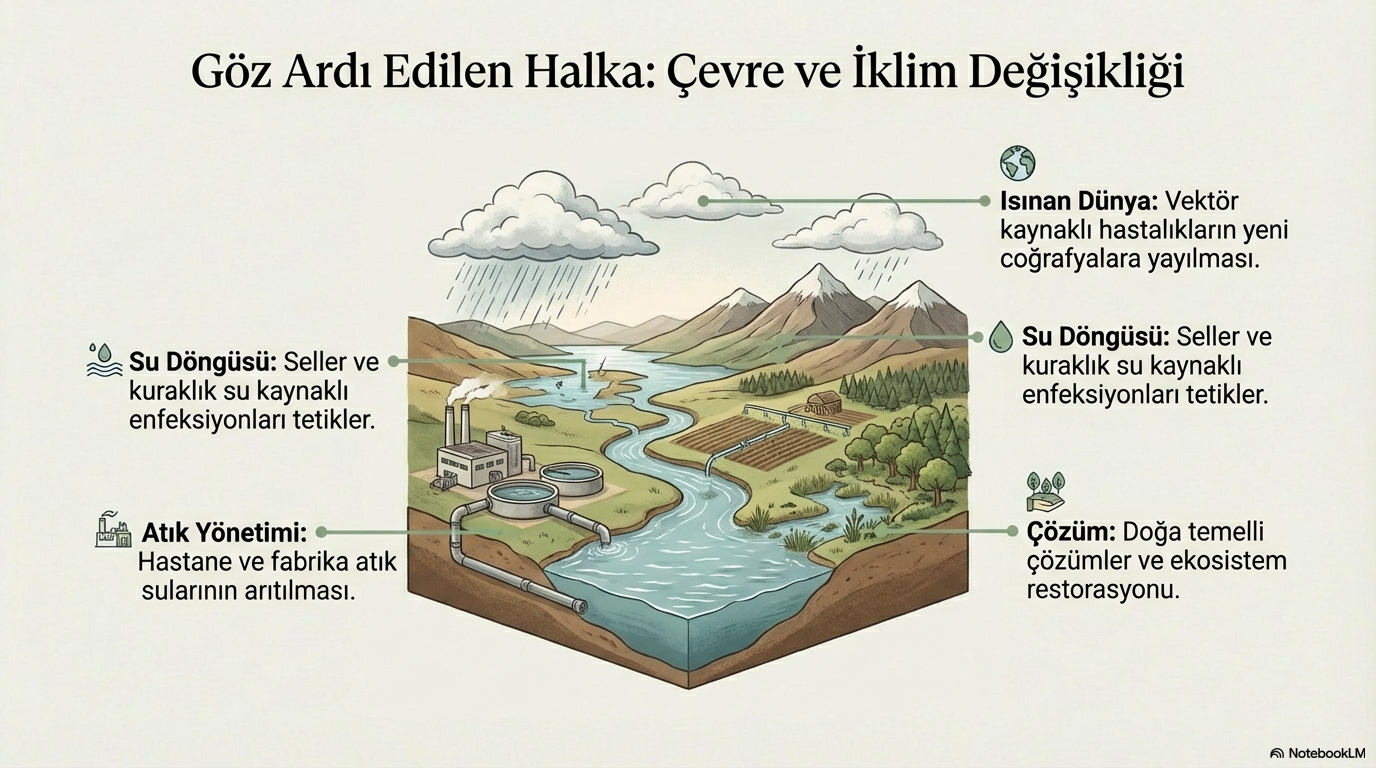 Göz Ardı Edilen Halka: Çevre ve İklim Değişikliği
Isınan Dünya: Vektör
kaynaklı hastalıkların yeni
coğrafyalara yayılması.
Su Döngüsü: Seller ve
kuraklık su kaynaklı
enfeksiyonları tetikler.
Su Döngüsü: Seller ve
kuraklık su kaynaklı
enfeksiyonları tetikler.
Atık Yönetimi:
Hastane ve fabrika atık
sularının arıtılması.
Çözüm: Doğa temelli
çözümler ve ekosistem
restorasyonu.
NotebookLM